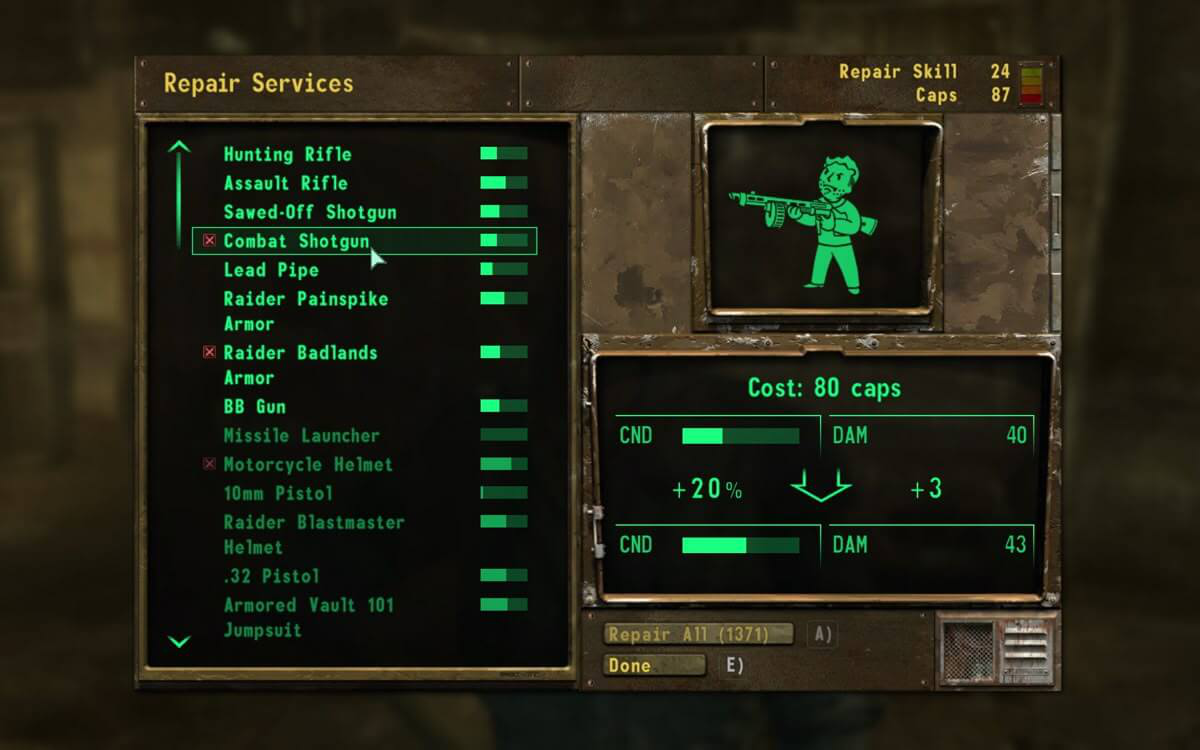 Repair Services
Repair Skill 24
Caps 87
Hunting Rifle
Assault Rifle
Sawed-Off Shotgun
Combat Shotgun
Lead Pipe
Raider Painspike
Armor
Raider Badlands
Armor
BB Gun
Missile Launcher
Motorcycle Helmet
10mm Pistol
Raider Blastmaster
Helmet
.32 Pistol
Armored Vault 101
Jumpsuit
Cost: 80 caps
CND DAM 40
+20% +3
CND DAM 43
Repair All (1371) A)
Done E)